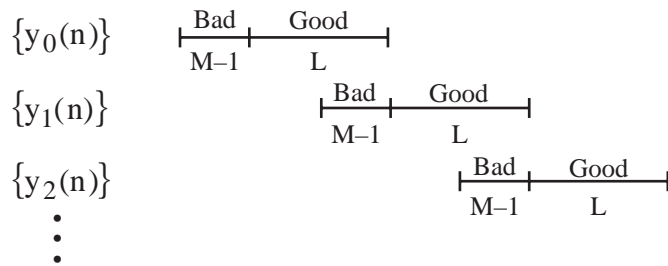 Bad Good
{y0(n)}
M–1 L
Bad Good
{y1(n)}
M–1 L
Bad Good
{y2(n)}
M–1 L